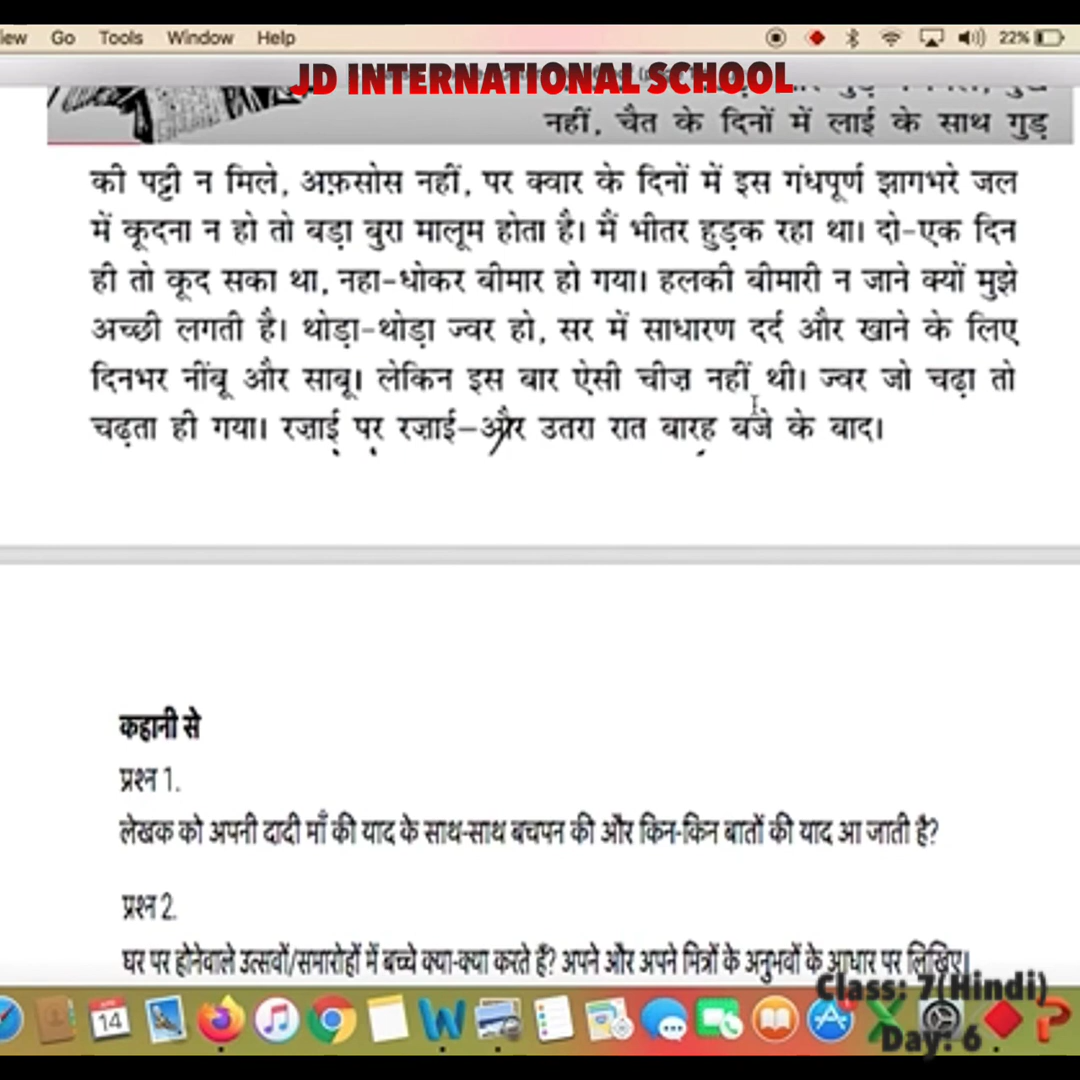 iew Go Tools Window Help 22%
JD INTERNATIONAL SCHOOL
नहीं, चैत के दिनों में लाई के साथ गुड़
की पट्टी न मिले, अफ़सोस नहीं, पर क्वार के दिनों में इस गंधपूर्ण झागभरे जल
में कूदना न हो तो बड़ा बुरा मालूम होता है। मैं भीतर हुड़क रहा था। दो-एक दिन
ही तो कूद सका था, नहा-धोकर बीमार हो गया। हलकी बीमारी न जाने क्यों मुझे
अच्छी लगती है। थोड़ा-थोड़ा ज्वर हो, सर में साधारण दर्द और खाने के लिए
दिनभर नींबू और साबू। लेकिन इस बार ऐसी चीज़ नहीं थी। ज्वर जो चढ़ा तो
चढ़ता ही गया। रज़ाई पर रज़ाई—और उतरा रात बारह बजे के बाद।
कहानी से
प्रश्न 1.
लेखक को अपनी दादी माँ की याद के साथ-साथ बचपन की और किन-किन बातों की याद आ जाती है?
प्रश्न 2.
घर पर होनेवाले उत्सवों/समारोहों में बच्चे क्या-क्या करते हैं? अपने और अपने मित्रों के अनुभवों के आधार पर लिखिए।
14
Class: 7(Hindi)
Day: 6